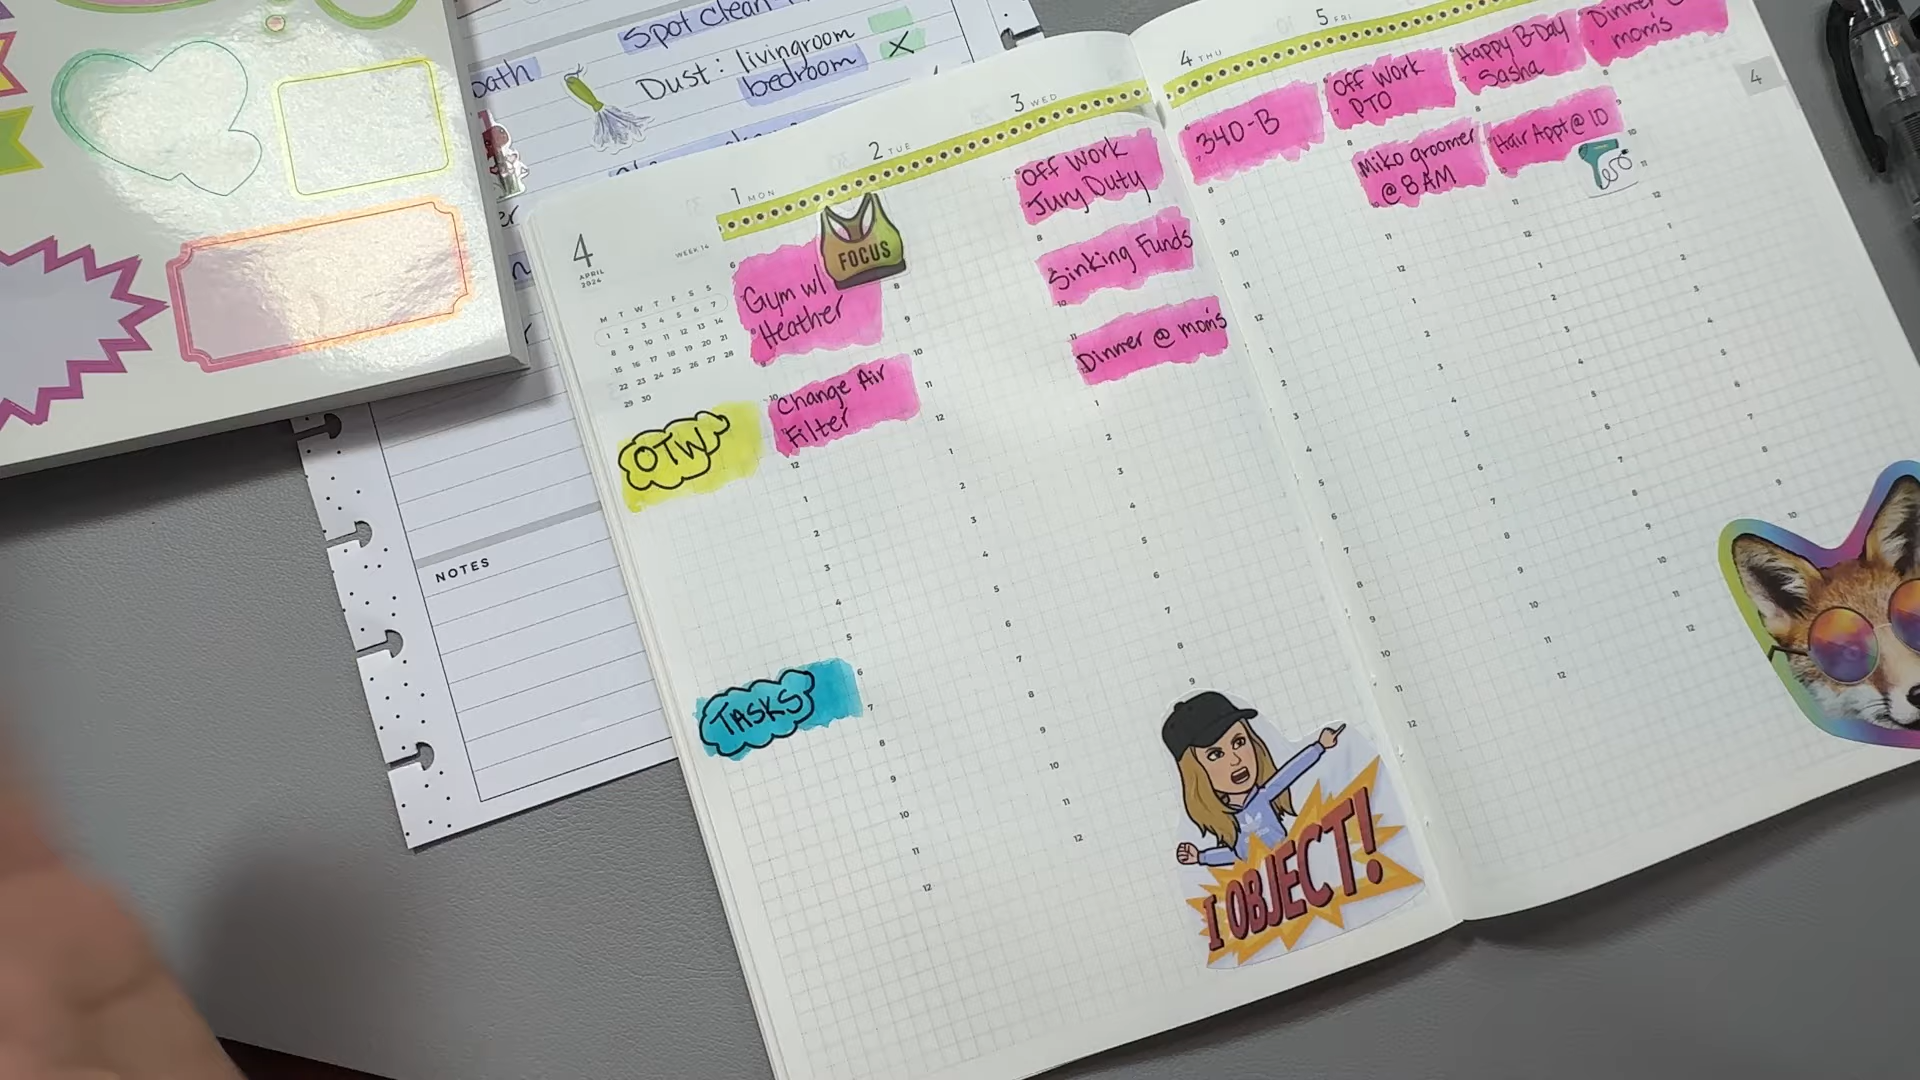 Spot clean
Dust: livingroom
bedroom
X
NOTES
4
APRIL
2024
WEEK 14
M T W T F S S
1 2 3 4 5 6 7
8 9 10 11 12 13 14
15 16 17 18 19 20 21
22 23 24 25 26 27 28
29 30
OTW
TASKS
1 MON
Gym w/
Heather
FOCUS
Change Air
Filter
2 TUE
3 WED
Off Work
Jury Duty
Sinking Funds
Dinner @ mom's
I OBJECT!
4 THU
340-B
5 FRI
Off Work
PTO
Miko groomer
@ 8 AM
Happy B-Day
Sasha
Hair Appt @ 10
Dinner @
mom's
4